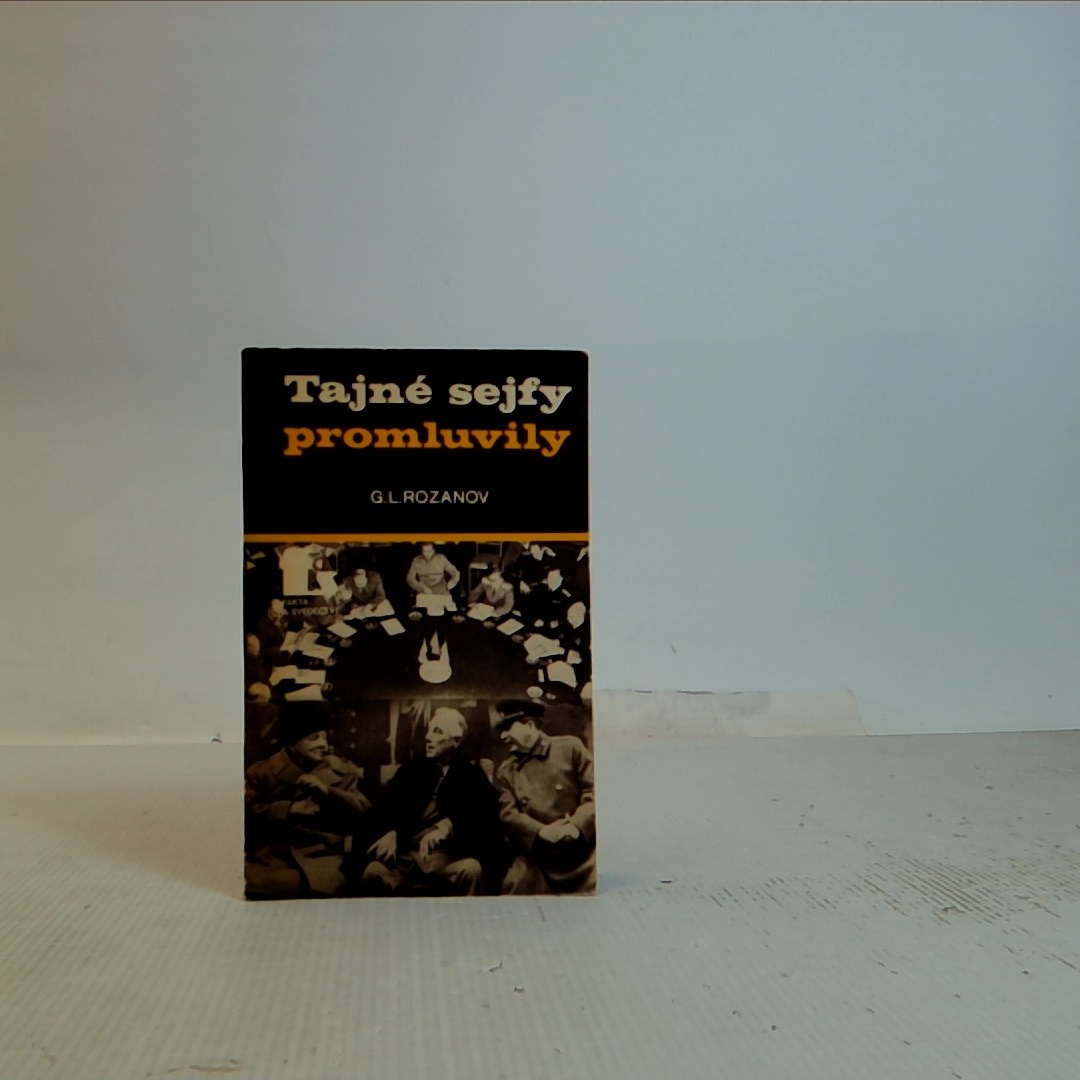 Tajné sejfy
promluvily
G.L.ROZANOV
FAKTA
A SVĚDECTVÍ